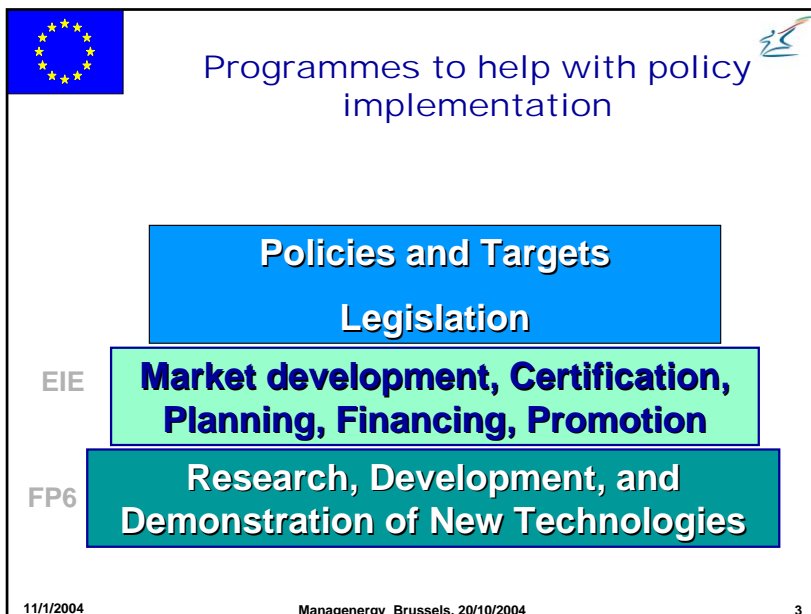 Programmes to help with policy
implementation
Policies and Targets
Legislation
EIE
Market development, Certification,
Planning, Financing, Promotion
FP6
Research, Development, and
Demonstration of New Technologies
11/1/2004
Managenergy Brussels, 20/10/2004
3